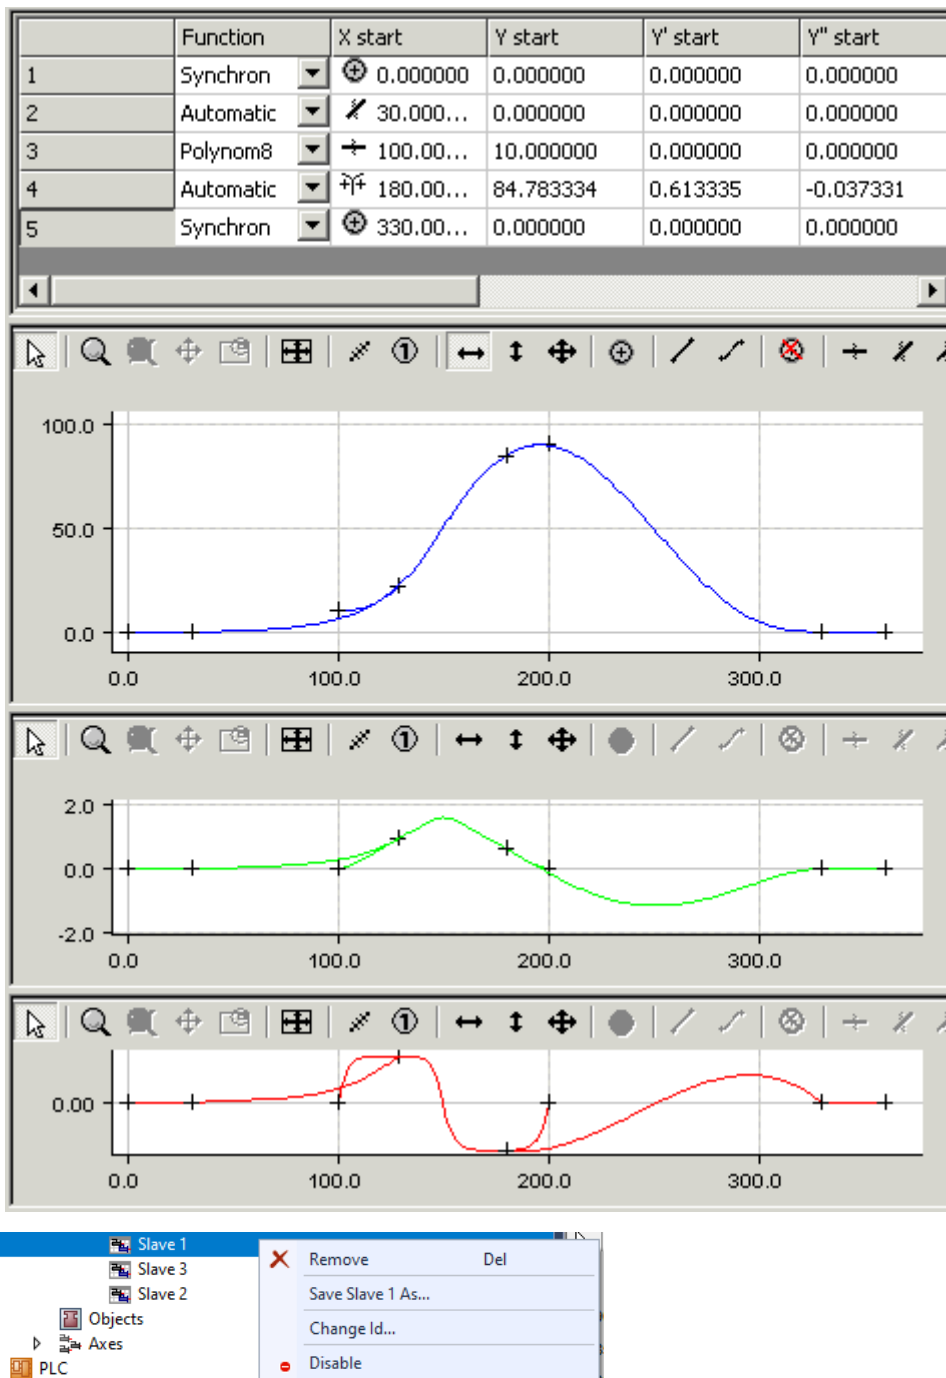 Function X start Y start Y' start Y'' start
1 Synchron 0.000000 0.000000 0.000000 0.000000
2 Automatic 30.000... 0.000000 0.000000 0.000000
3 Polynom8 100.00... 10.000000 0.000000 0.000000
4 Automatic 180.00... 84.783334 0.613335 -0.037331
5 Synchron 330.00... 0.000000 0.000000 0.000000
1
100.0
50.0
0.0
0.0 100.0 200.0 300.0
1
2.0
0.0
-2.0
0.0 100.0 200.0 300.0
1
0.00
0.0 100.0 200.0 300.0
Slave 1
Remove Del
Slave 3
Slave 2
Save Slave 1 As...
Objects
Change Id...
Axes
Disable
PLC